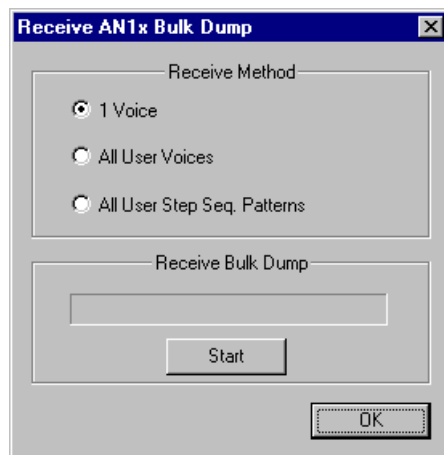 Receive AN1x Bulk Dump
Receive Method
1 Voice
All User Voices
All User Step Seq. Patterns
Receive Bulk Dump
Start
OK